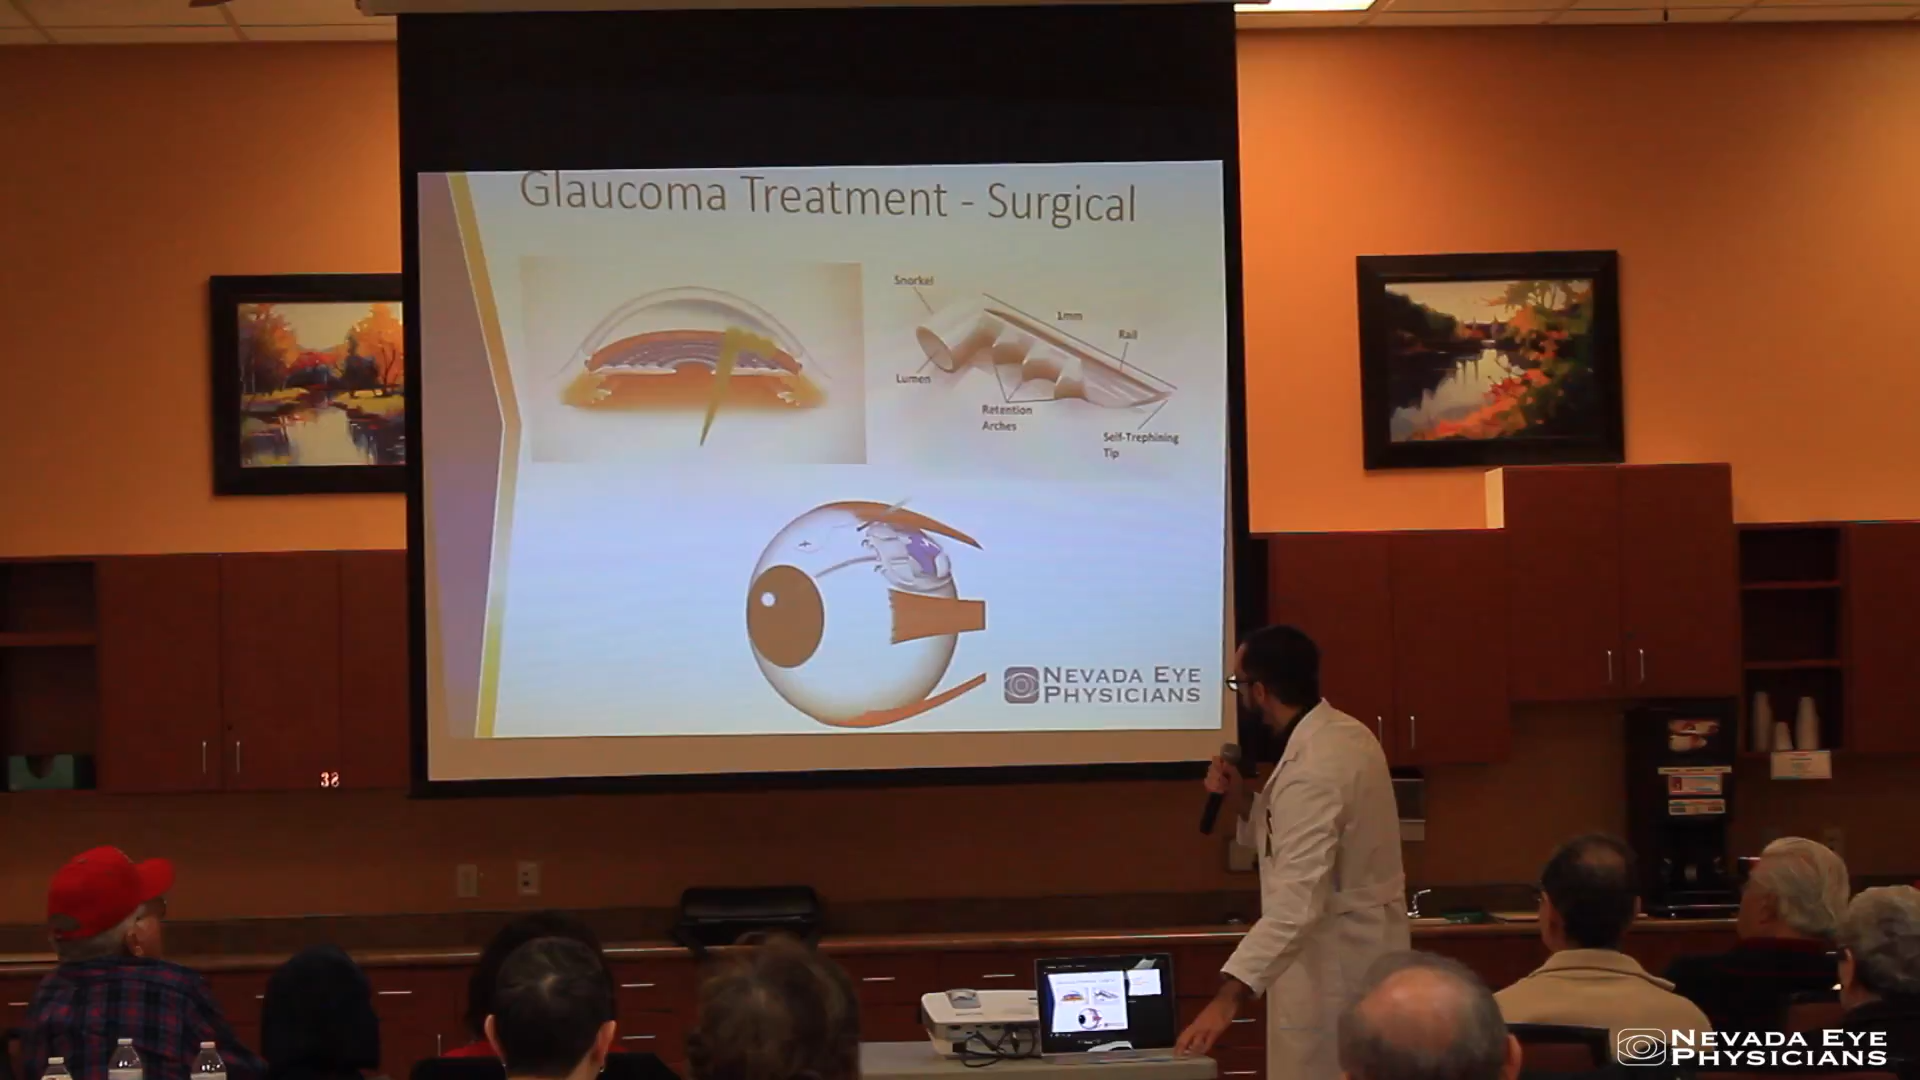 Glaucoma Treatment - Surgical
Snorkel
1mm
Rail
Lumen
Retention
Arches
Self-Trephining
Tip
NEVADA EYE
PHYSICIANS
38
NEVADA EYE
PHYSICIANS